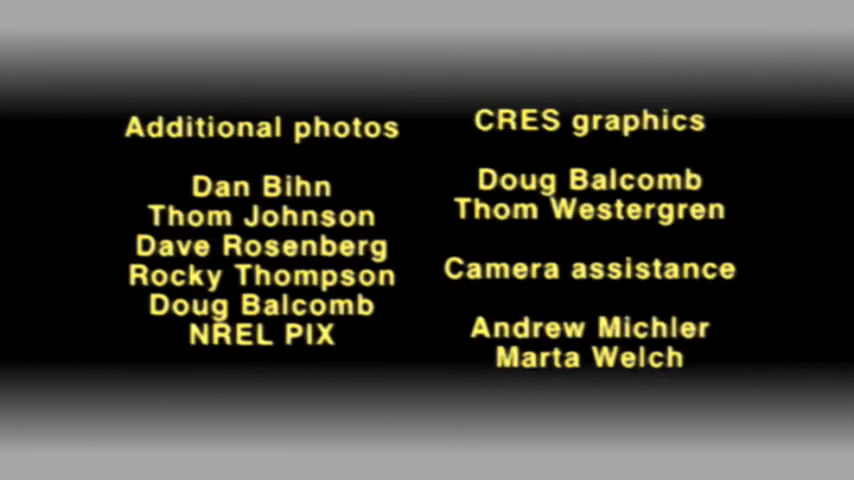 Additional photos
Dan Bihn
Thom Johnson
Dave Rosenberg
Rocky Thompson
Doug Balcomb
NREL PIX
CRES graphics
Doug Balcomb
Thom Westergren
Camera assistance
Andrew Michler
Marta Welch